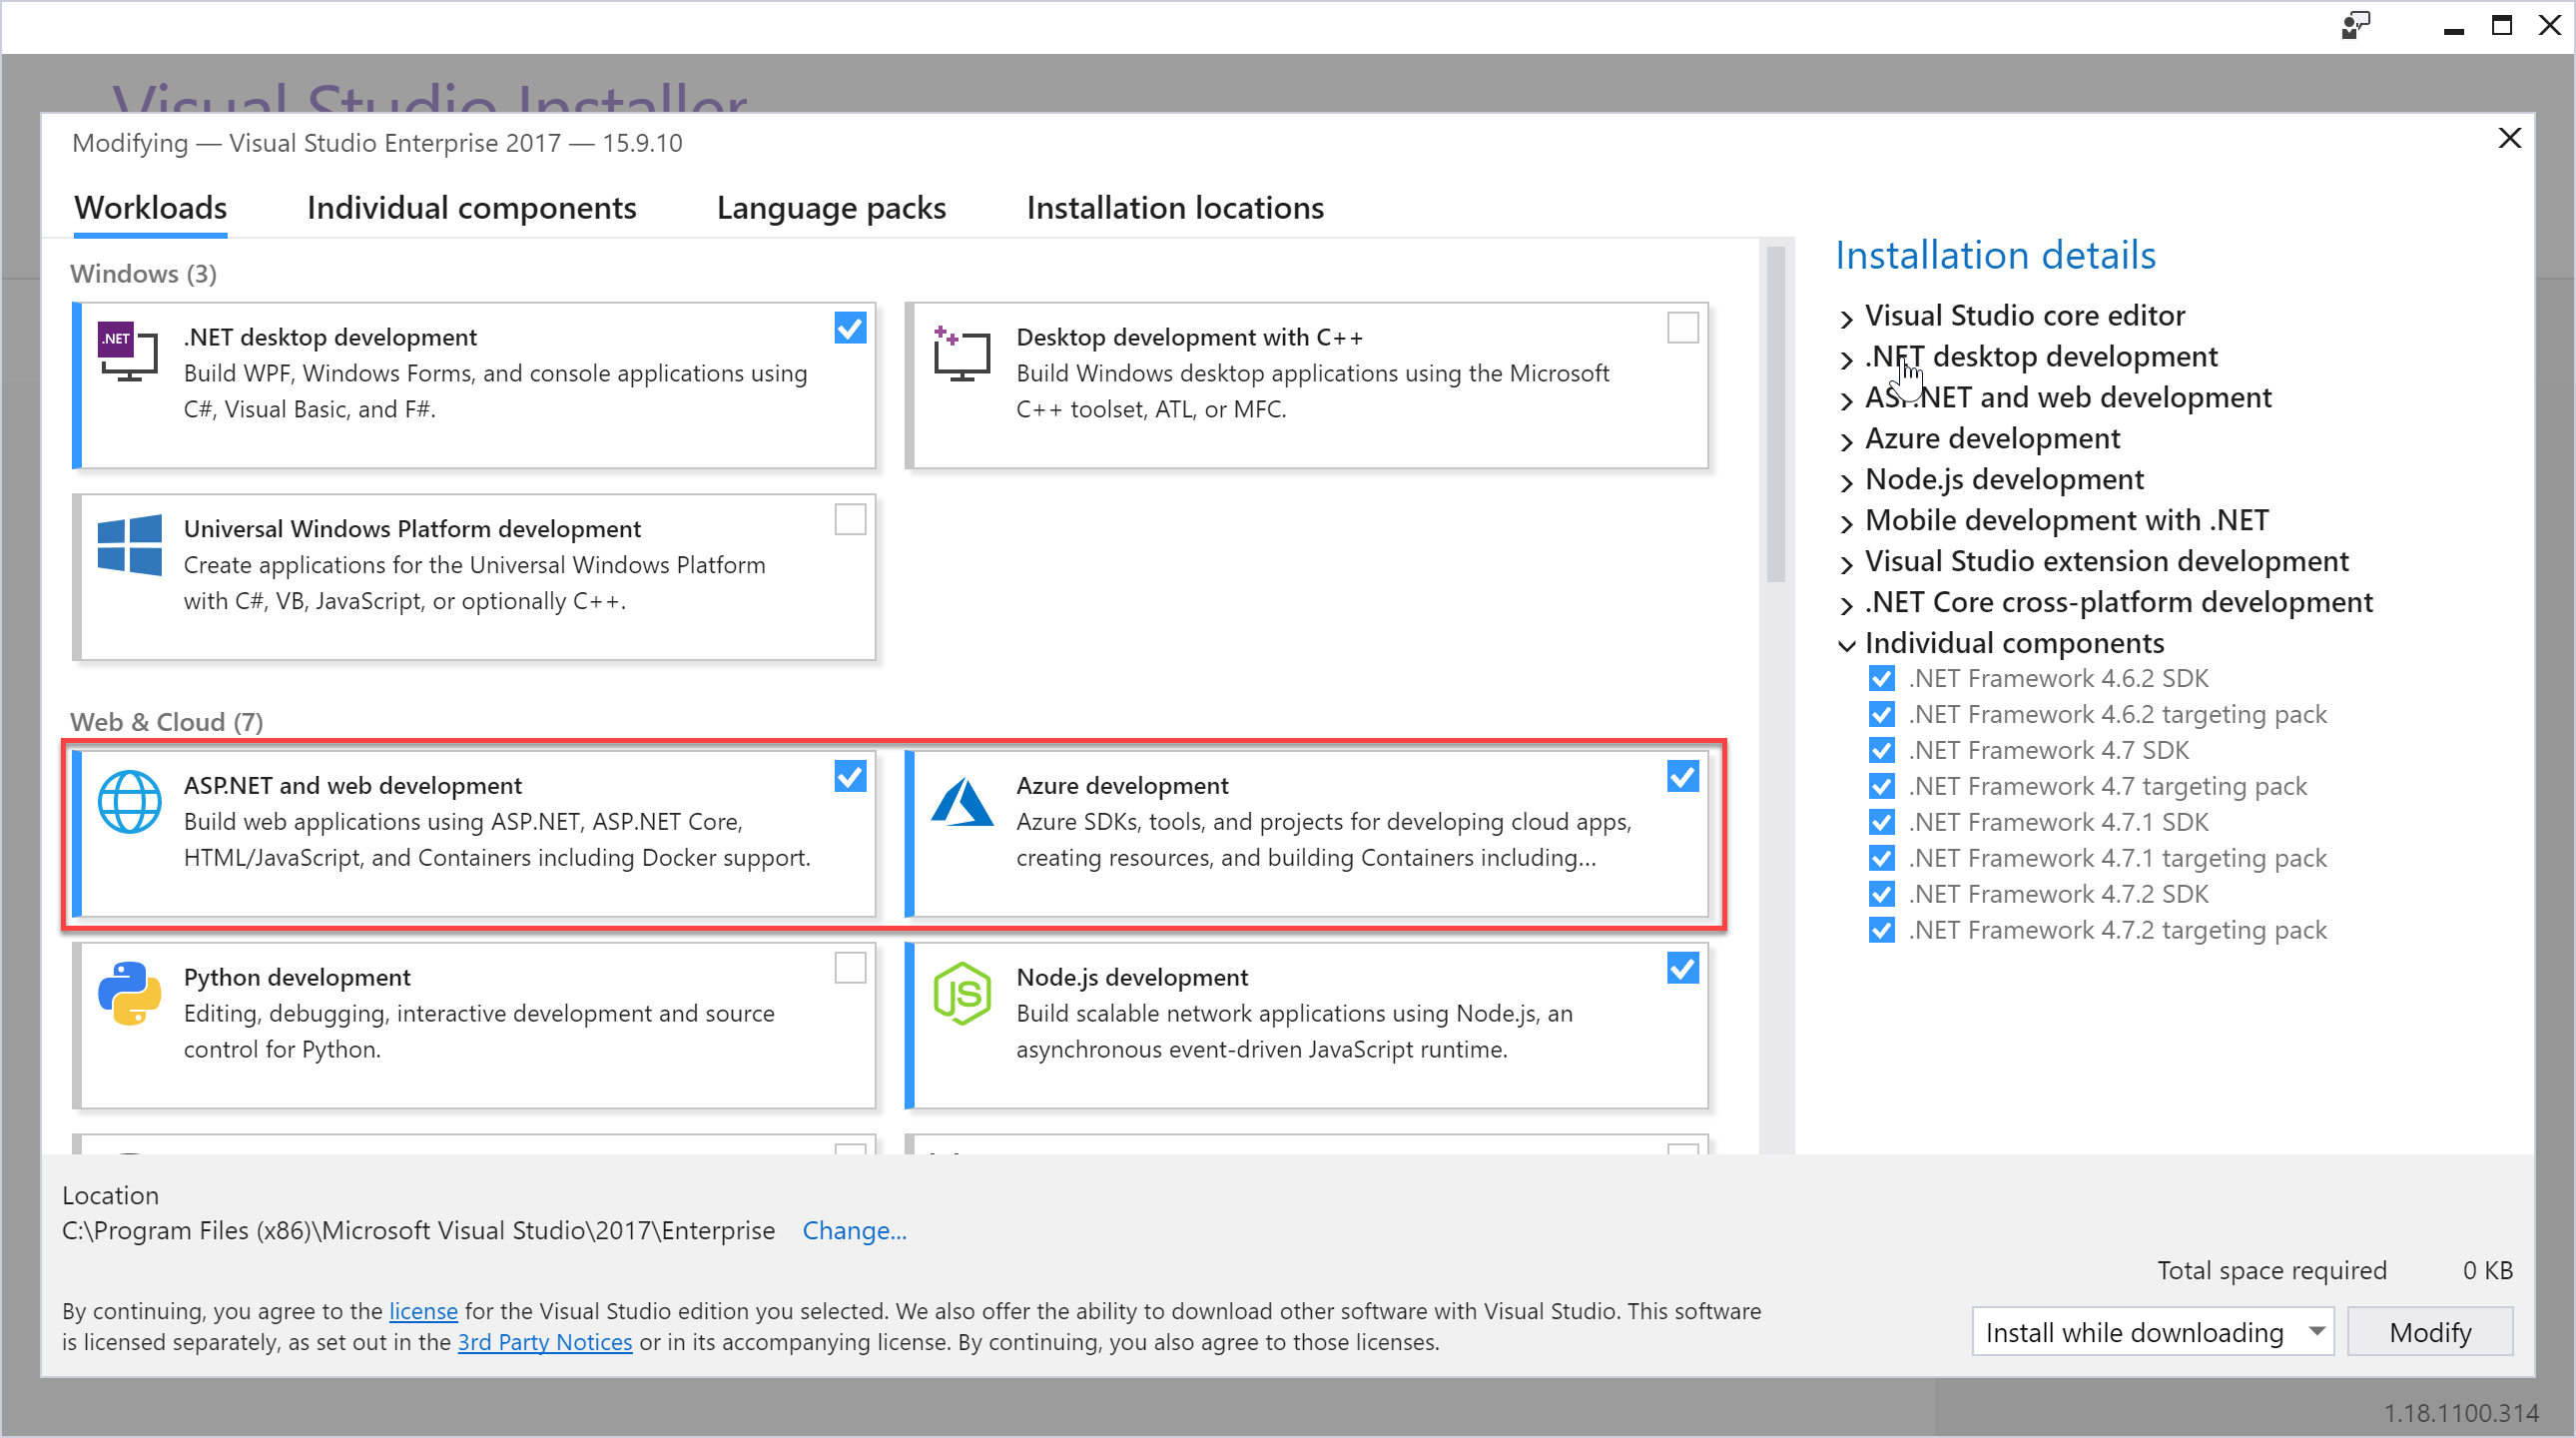 Visual Studio Installer
Modifying — Visual Studio Enterprise 2017 — 15.9.10
Workloads
Individual components
Language packs
Installation locations
Windows (3)
.NET
.NET desktop development
Build WPF, Windows Forms, and console applications using
C#, Visual Basic, and F#.
Desktop development with C++
Build Windows desktop applications using the Microsoft
C++ toolset, ATL, or MFC.
Universal Windows Platform development
Create applications for the Universal Windows Platform
with C#, VB, JavaScript, or optionally C++.
Web & Cloud (7)
ASP.NET and web development
Build web applications using ASP.NET, ASP.NET Core,
HTML/JavaScript, and Containers including Docker support.
Azure development
Azure SDKs, tools, and projects for developing cloud apps,
creating resources, and building Containers including...
Python development
Editing, debugging, interactive development and source
control for Python.
JS
Node.js development
Build scalable network applications using Node.js, an
asynchronous event-driven JavaScript runtime.
Installation details
Visual Studio core editor
.NET desktop development
ASP.NET and web development
Azure development
Node.js development
Mobile development with .NET
Visual Studio extension development
.NET Core cross-platform development
Individual components
.NET Framework 4.6.2 SDK
.NET Framework 4.6.2 targeting pack
.NET Framework 4.7 SDK
.NET Framework 4.7 targeting pack
.NET Framework 4.7.1 SDK
.NET Framework 4.7.1 targeting pack
.NET Framework 4.7.2 SDK
.NET Framework 4.7.2 targeting pack
Location
C:\Program Files (x86)\Microsoft Visual Studio\2017\Enterprise Change...
Total space required 0 KB
By continuing, you agree to the license for the Visual Studio edition you selected. We also offer the ability to download other software with Visual Studio. This software
is licensed separately, as set out in the 3rd Party Notices or in its accompanying license. By continuing, you also agree to those licenses.
Install while downloading
Modify
1.18.1100.314